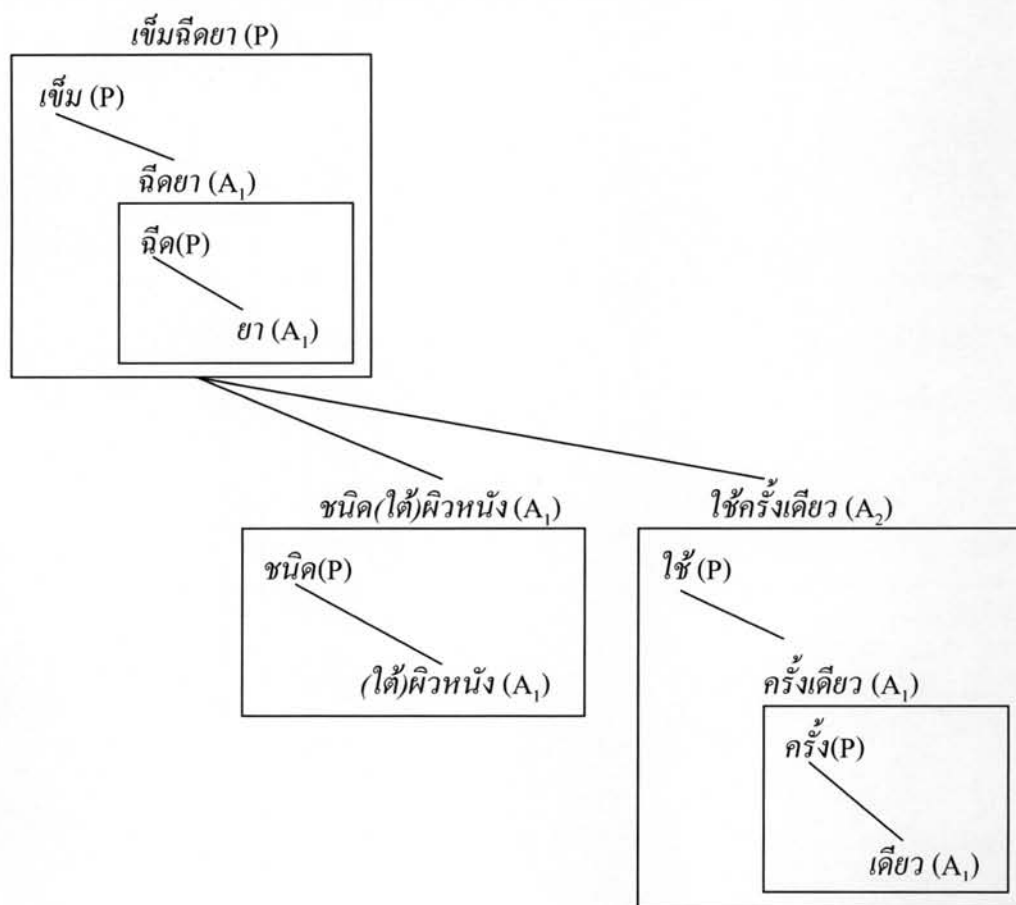 เข็มฉีดยา (P)
เข็ม (P)
ฉีดยา (A₁)
ฉีด(P)
ยา (A₁)
ชนิด(ใต้)ผิวหนัง (A₁)
ใช้ครั้งเดียว (A₂)
ชนิด(P)
ใช้ (P)
(ใต้)ผิวหนัง (A₁)
ครั้งเดียว (A₁)
ครั้ง(P)
เดียว (A₁)